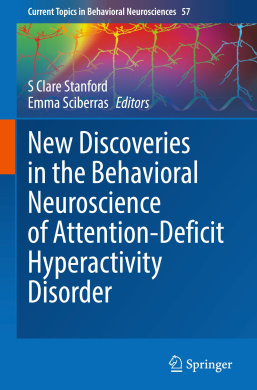 Current Topics in Behavioral Neurosciences 57
S Clare Stanford
Emma Sciberras Editors
New Discoveries
in the Behavioral
Neuroscience
of Attention-Deficit
Hyperactivity
Disorder
Springer